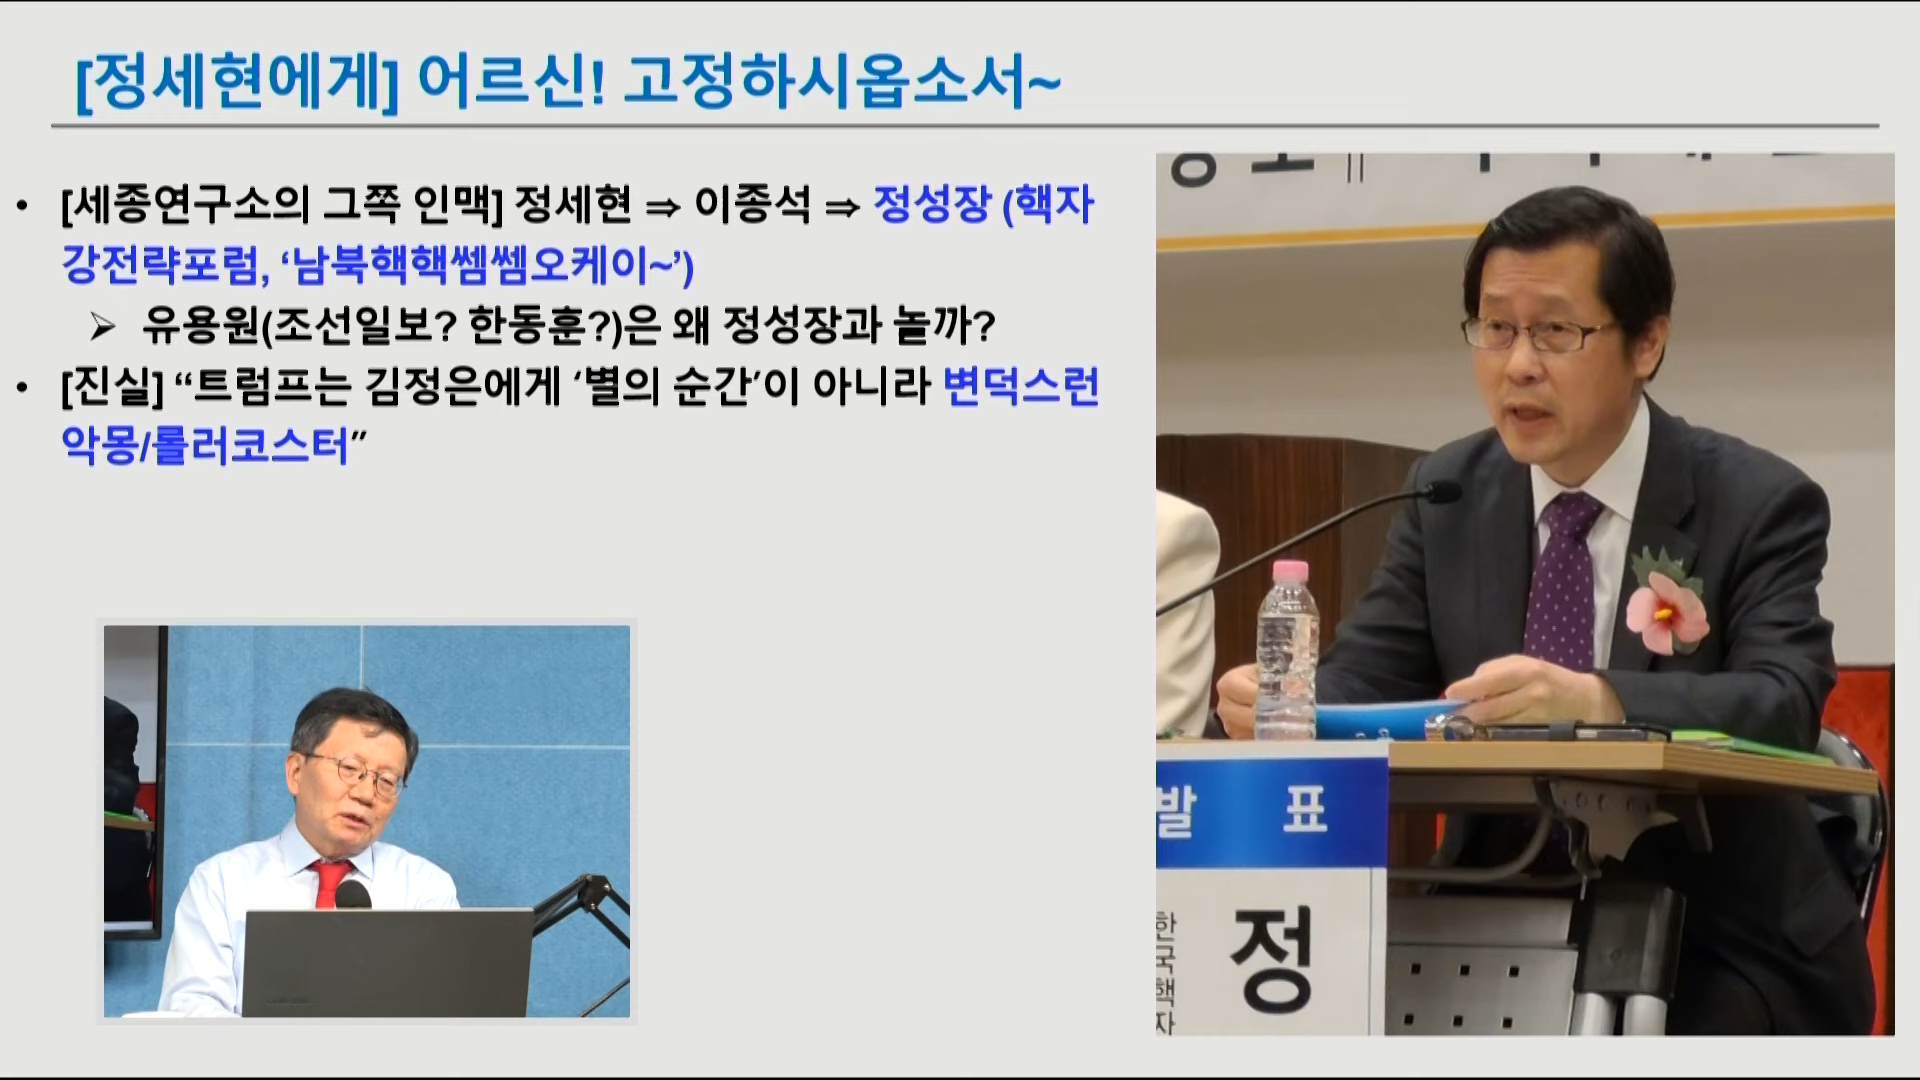 [정세현에게] 어르신! 고정하시옵소서~
• [세종연구소의 그쪽 인맥] 정세현 ⇒ 이종석 ⇒ 정성장 (핵자
강전략포럼, ‘남북핵핵쎔쎔오케이~’)
➢ 유용원(조선일보? 한동훈?)은 왜 정성장과 놀까?
• [진실] “트럼프는 김정은에게 ‘별의 순간’이 아니라 변덕스런
악몽/롤러코스터”
발 표
정
한국핵자